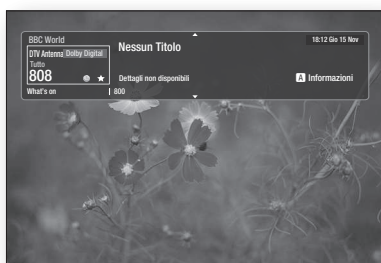 BBC World
18:12 Gio 15 Nov
DTV Antenna Dolby Digital
Nessun Titolo
Tutto
808
Dettagli non disponibili
A Informazioni
What's on
800